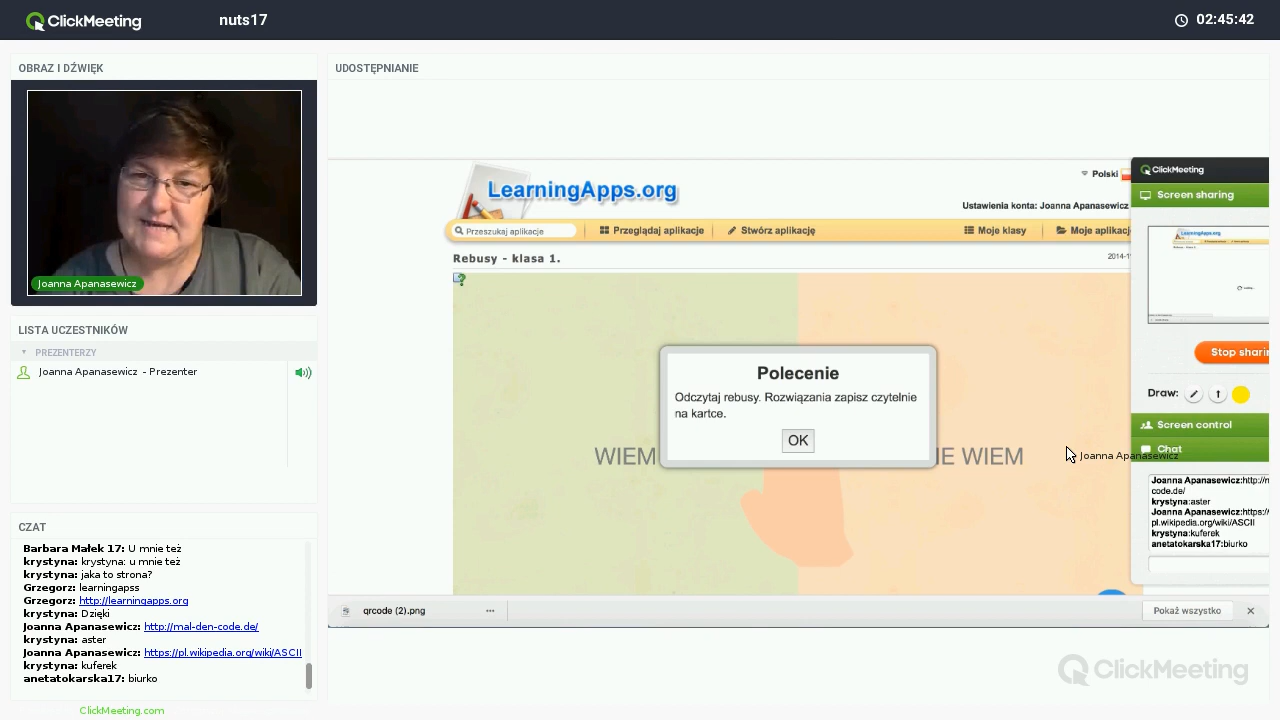 ClickMeeting
nuts17
02:45:42
OBRAZ I DŹWIĘK
Joanna Apanasewicz
LISTA UCZESTNIKÓW
PREZENTERZY
Joanna Apanasewicz - Prezenter
CZAT
Barbara Małek 17: U mnie też
krystyna: krystyna: u mnie też
krystyna: jaka to strona?
Grzegorz: learningapss
Grzegorz: http://learningapps.org
krystyna: Dzięki
Joanna Apanasewicz: http://mal-den-code.de/
krystyna: aster
Joanna Apanasewicz: https://pl.wikipedia.org/wiki/ASCII
krystyna: kuferek
anetatokarska17: biurko
ClickMeeting.com
UDOSTĘPNIANIE
LearningApps.org
Polski
Ustawienia konta: Joanna Apanasewicz
Przeszukaj aplikacje
Przeglądaj aplikacje
Stwórz aplikację
Moje klasy
Moje aplikacj
Rebusy - klasa 1.
2014-1
Polecenie
Odczytaj rebusy. Rozwiązania zapisz czytelnie
na kartce.
OK
WIEM
IE WIEM
Joanna Apanasewicz
ClickMeeting
Screen sharing
LearningApps.org
Stop shari
Draw:
Screen control
Chat
Joanna Apanasewicz:http://m
code.de/
krystyna:aster
Joanna Apanasewicz:https://
pl.wikipedia.org/wiki/ASCII
krystyna:kuferek
anetatokarska17:biurko
qrcode (2).png
Pokaż wszystko
ClickMeeting